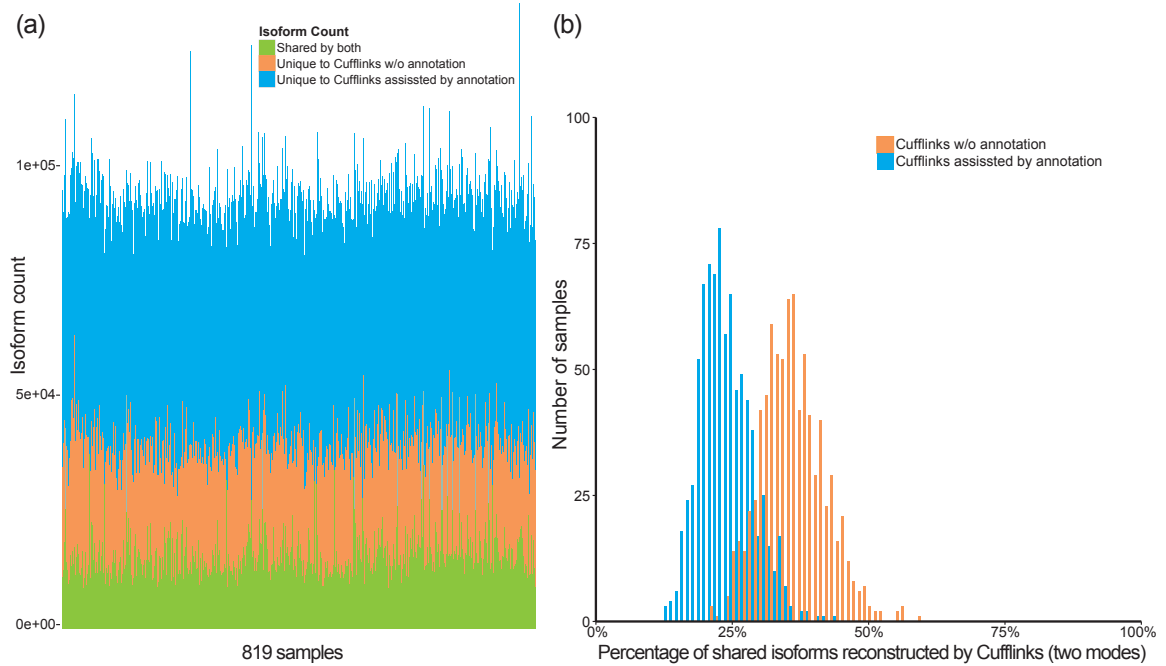 (a)
Isoform Count
Shared by both
Unique to Cufflinks w/o annotation
Unique to Cufflinks assissted by annotation
1e+05
5e+04
0e+00
Isoform count
819 samples
(b)
100
75
50
25
0
Number of samples
Cufflinks w/o annotation
Cufflinks assissted by annotation
0%
25%
50%
75%
100%
Percentage of shared isoforms reconstructed by Cufflinks (two modes)